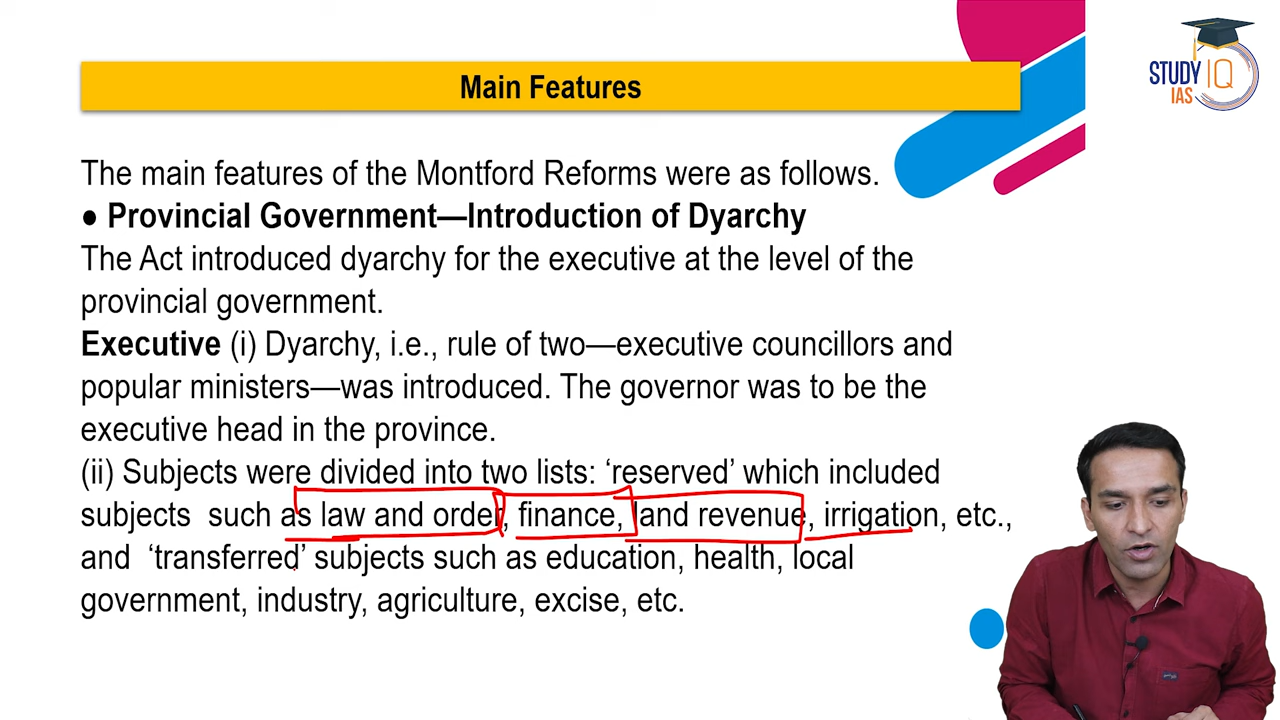 Main Features
STUDY IQ
IAS
The main features of the Montford Reforms were as follows.
● Provincial Government—Introduction of Dyarchy
The Act introduced dyarchy for the executive at the level of the
provincial government.
Executive (i) Dyarchy, i.e., rule of two—executive councillors and
popular ministers—was introduced. The governor was to be the
executive head in the province.
(ii) Subjects were divided into two lists: ‘reserved’ which included
subjects such as law and order, finance, land revenue, irrigation, etc.,
and ‘transferred’ subjects such as education, health, local
government, industry, agriculture, excise, etc.